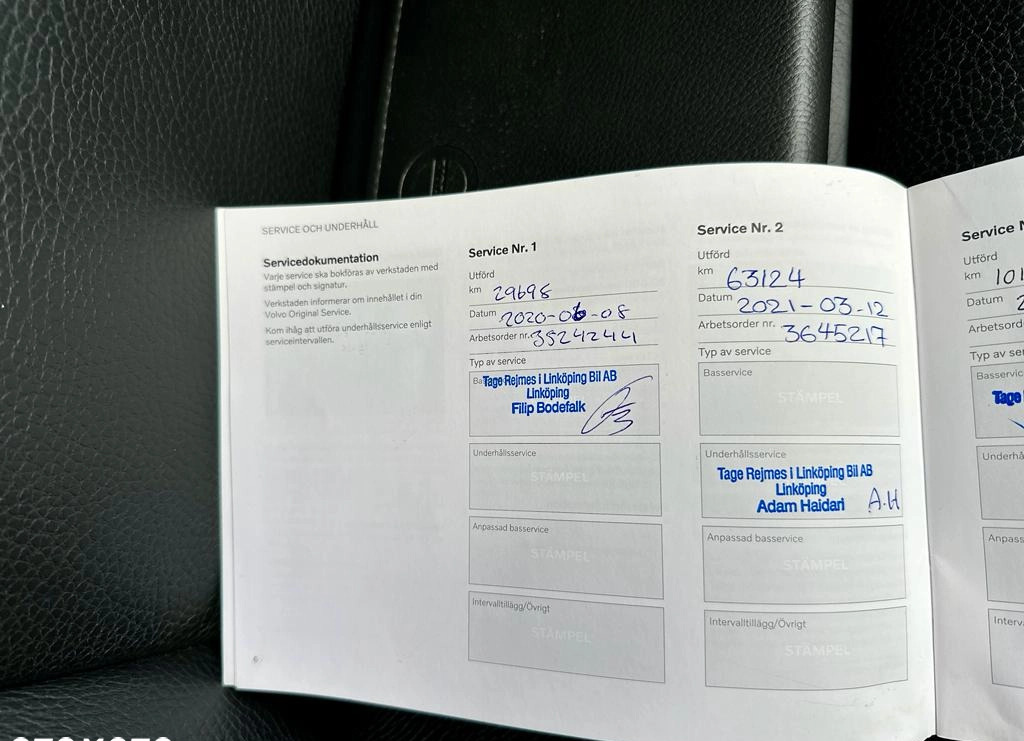 SERVICE OCH UNDERHÅLL
Servicedokumentation
Varje service ska bokföras av verkstaden med
stämpel och signatur.
Verkstaden informerar om innehållet i din
Volvo Original Service.
Kom ihåg att utföra underhållsservice enligt
serviceintervallen.
6
Service Nr. 1
Utförd
km 29698
Datum 2020-06-08
Arbetsorder nr. 35242441
Typ av service
Tage Rejmes i Linköping Bil AB
Linköping
Filip Bodefalk
Underhållsservice
STÄMPEL
Anpassad basservice
STÄMPEL
Intervalltillägg/Övrigt
STÄMPEL
Service Nr. 2
Utförd
km 63124
Datum 2021-03-12
Arbetsorder nr. 3645217
Typ av service
Basservice
STÄMPEL
Underhållsservice
Tage Rejmes i Linköping Bil AB
Linköping
Adam Haidari A.H
Anpassad basservice
STÄMPEL
Intervalltillägg/Övrigt
STÄMPEL
Service N
Utförd
km 101
Datum 2
Arbetsord
Typ av se
Basservic
Tage
Underhå
Anpass
Interv